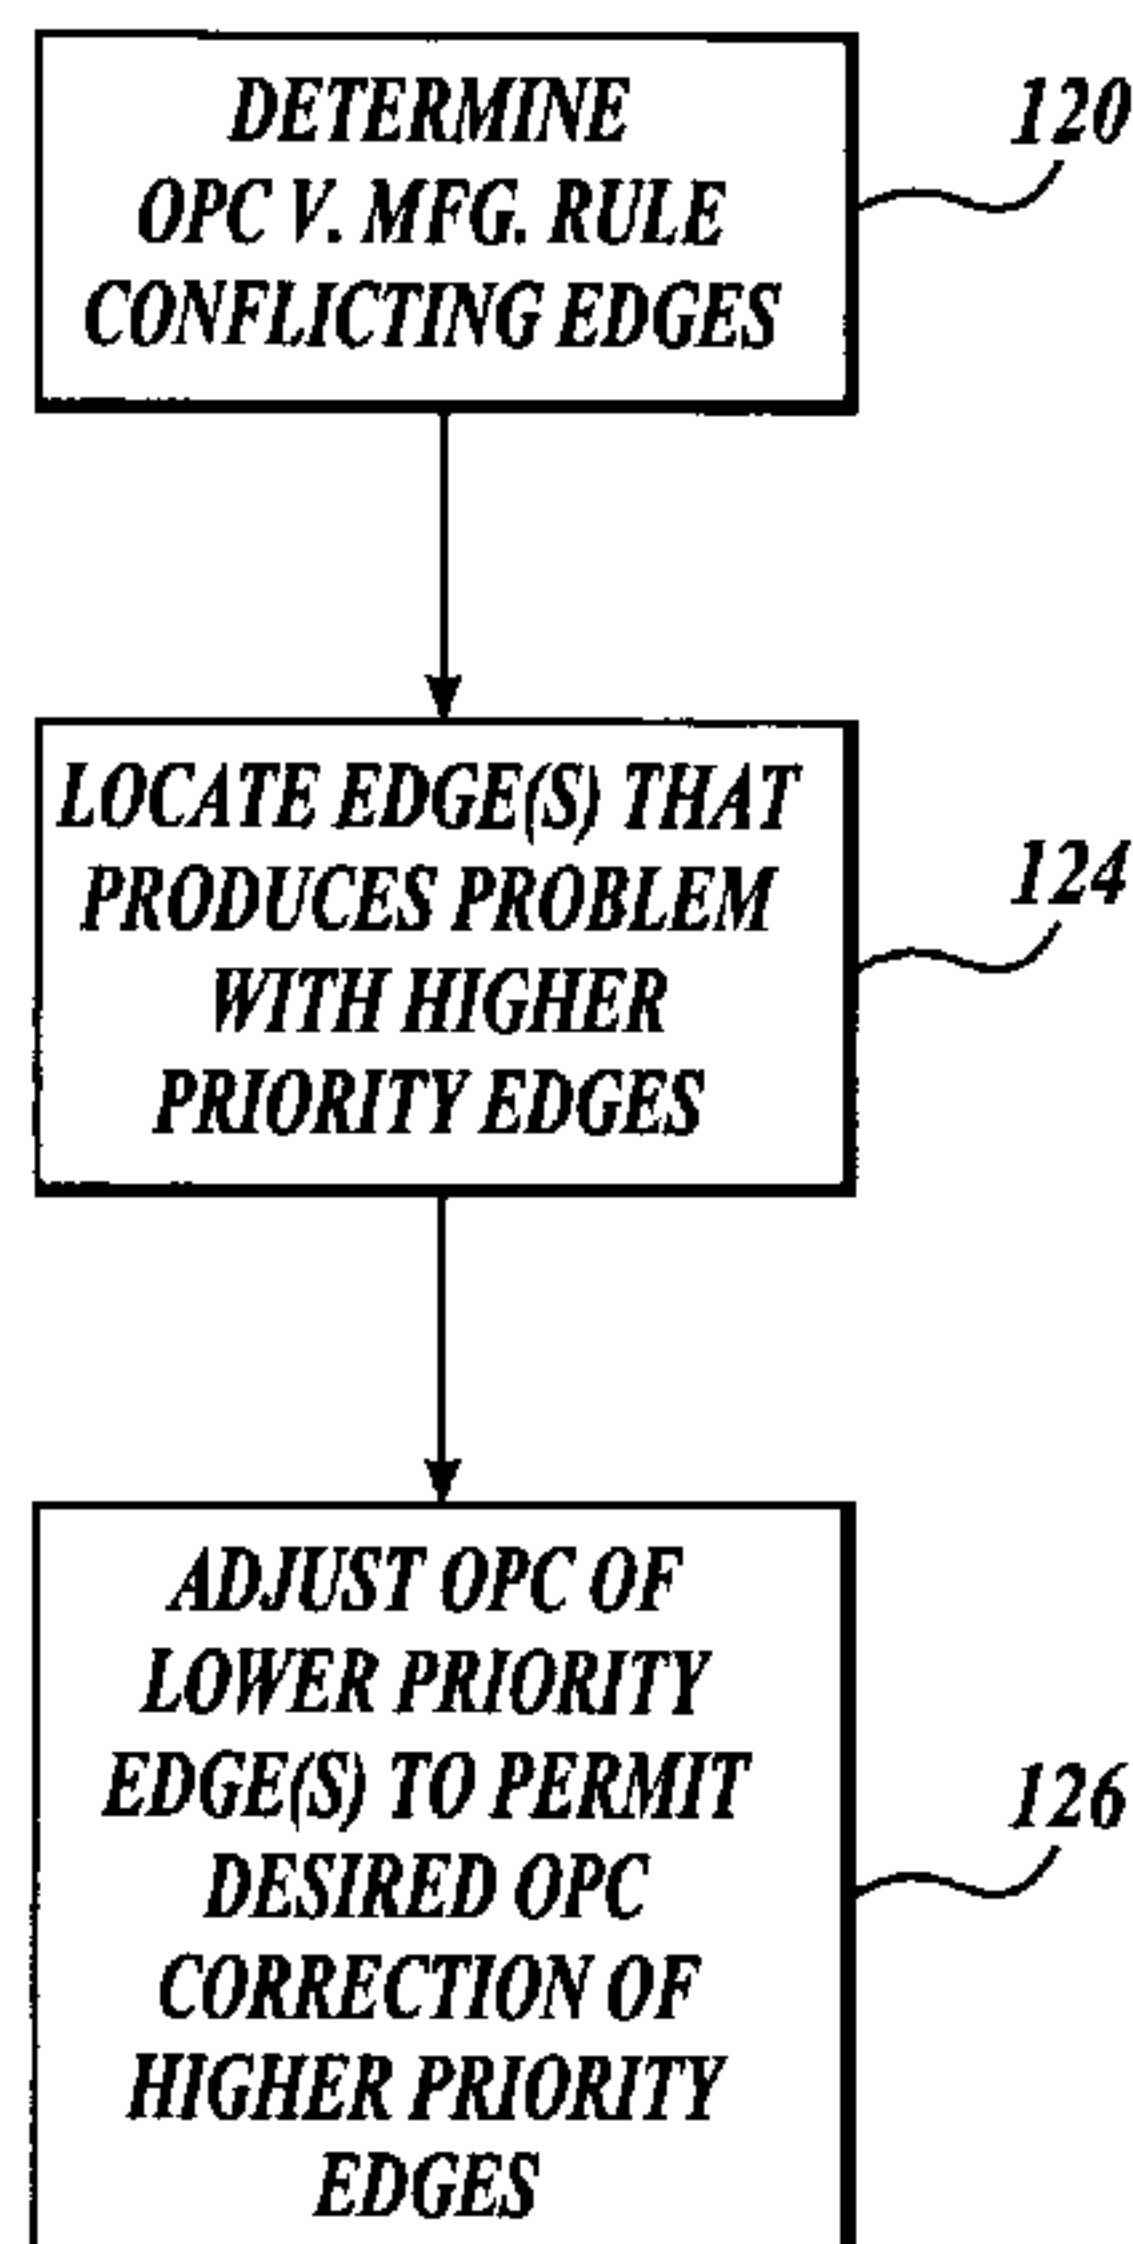 DETERMINE
OPC V. MFG. RULE
CONFLICTING EDGES
120
LOCATE EDGE(S) THAT
PRODUCES PROBLEM
WITH HIGHER
PRIORITY EDGES
124
ADJUST OPC OF
LOWER PRIORITY
EDGE(S) TO PERMIT
DESIRED OPC
CORRECTION OF
HIGHER PRIORITY
EDGES
126